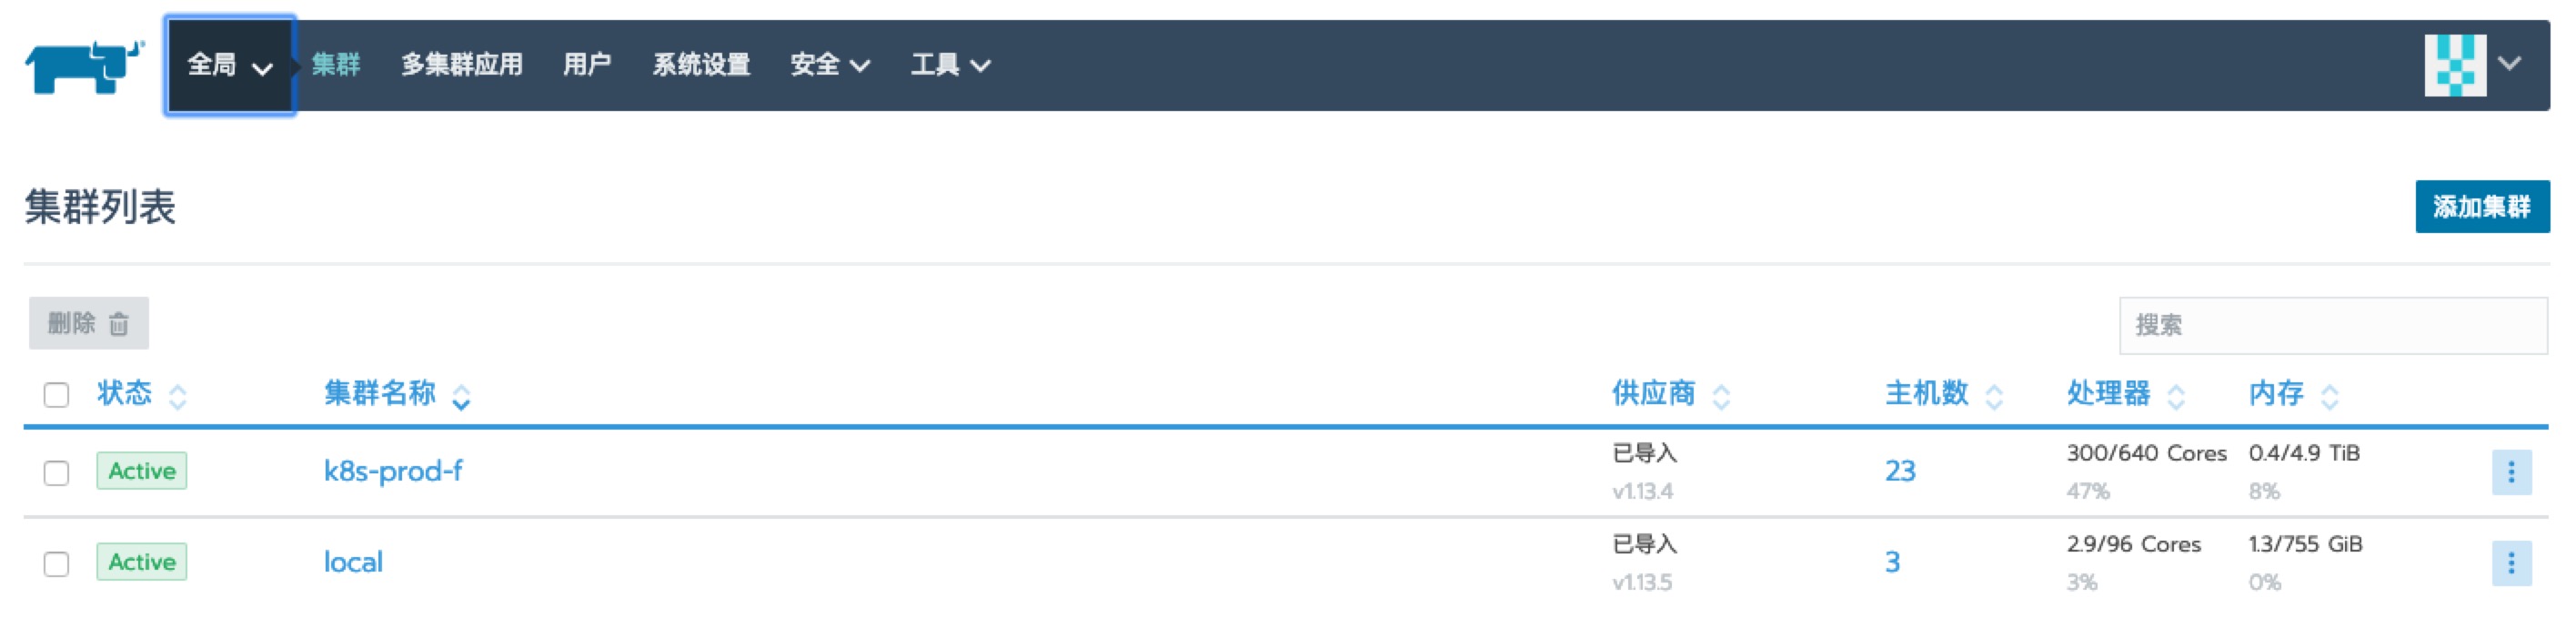 全局 集群 多集群应用 用户 系统设置 安全 工具
集群列表 添加集群
删除 搜索
状态 集群名称 供应商 主机数 处理器 内存
Active k8s-prod-f 已导入 23 300/640 Cores 0.4/4.9 TiB
v1.13.4 47% 8%
Active local 已导入 3 2.9/96 Cores 1.3/755 GiB
v1.13.5 3% 0%